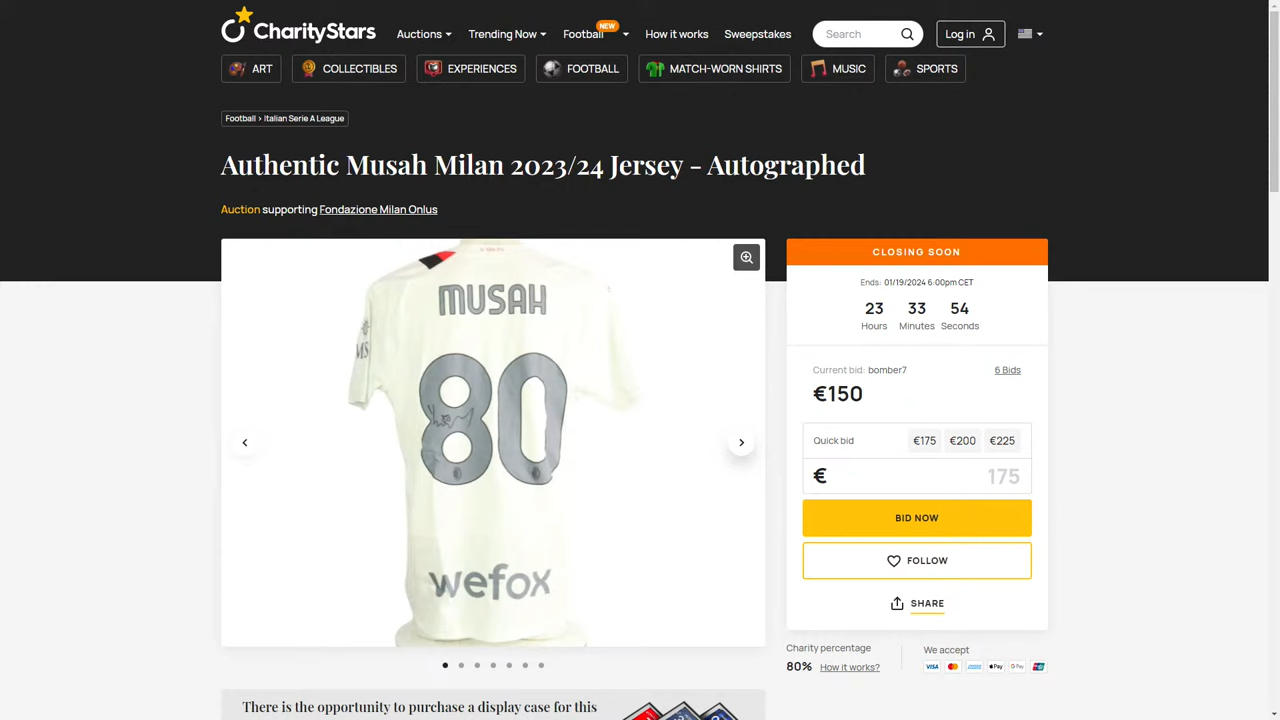 CharityStars
Auctions
Trending Now
Football
NEW
How it works
Sweepstakes
Search
Log in
ART
COLLECTIBLES
EXPERIENCES
FOOTBALL
MATCH-WORN SHIRTS
MUSIC
SPORTS
Football > Italian Serie A League
Authentic Musah Milan 2023/24 Jersey - Autographed
Auction supporting Fondazione Milan Onlus
MUSAH
80
wefox
CLOSING SOON
Ends: 01/19/2024 6:00pm CET
23 33 54
Hours Minutes Seconds
Current bid: bomber7 6 Bids
€150
Quick bid €175 €200 €225
€ 175
BID NOW
FOLLOW
SHARE
Charity percentage
80% How it works?
We accept
VISA
Pay
G Pay
There is the opportunity to purchase a display case for this